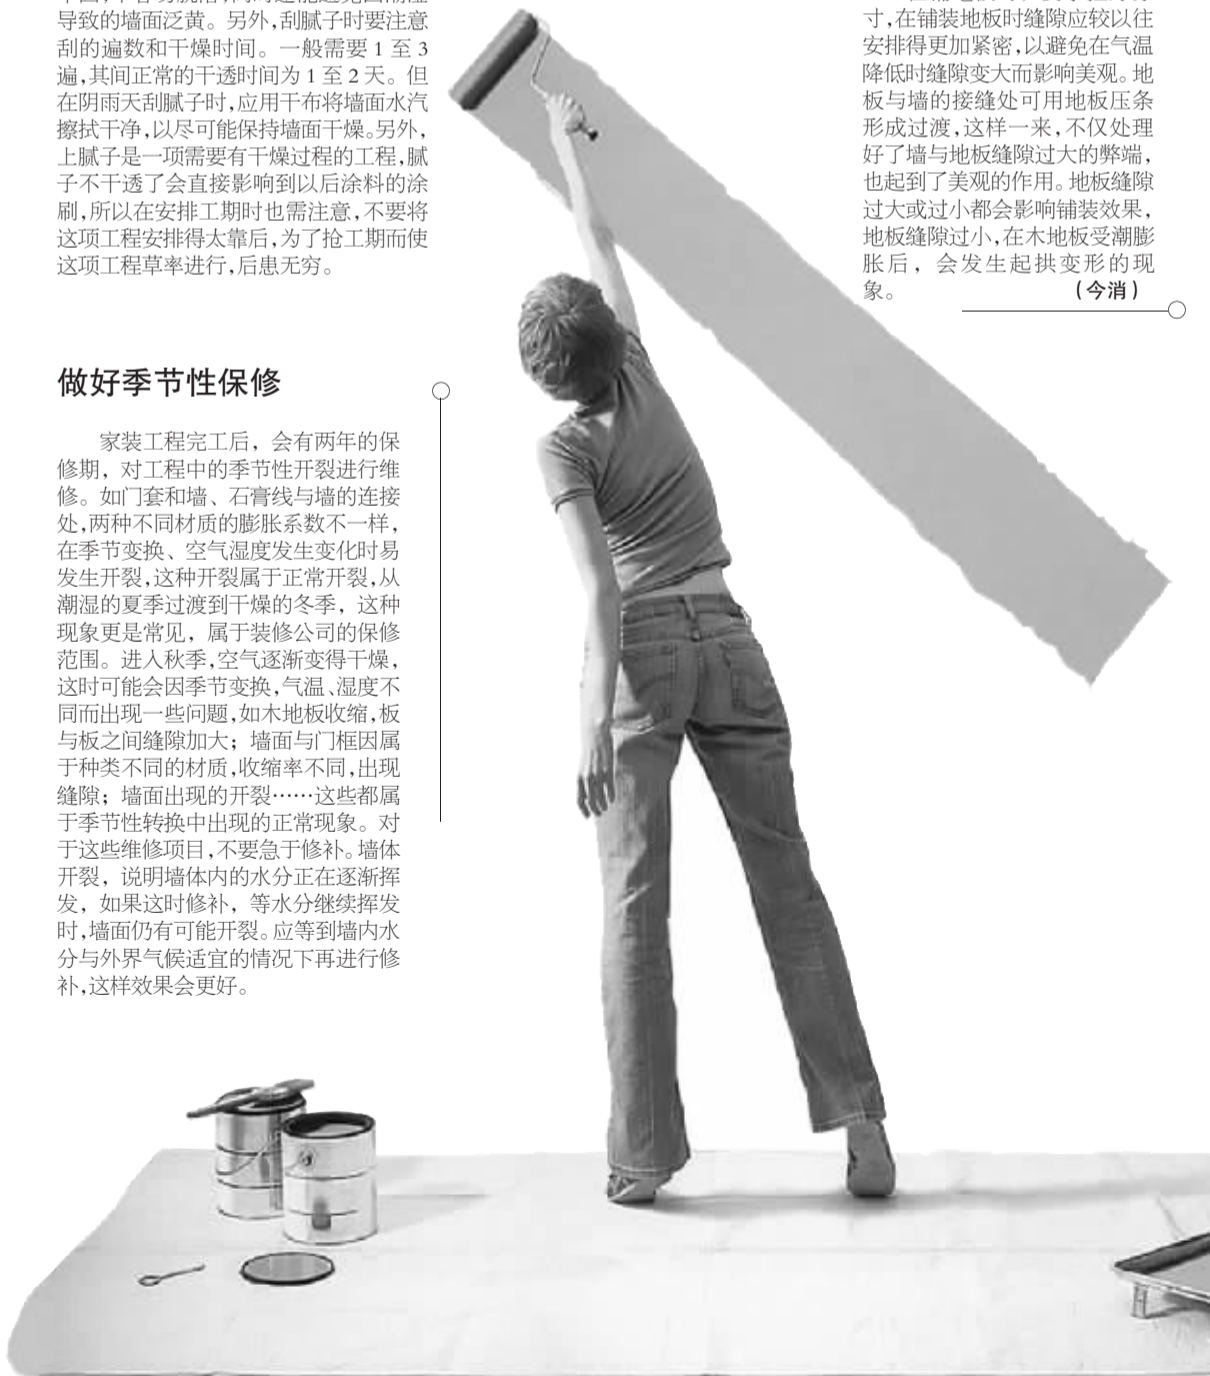 导致的墙面泛黄。另外,刮腻子时要注意
刮的遍数和干燥时间。一般需要 1 至 3
遍,其间正常的干透时间为 1 至 2 天。但
在阴雨天刮腻子时,应用干布将墙面水汽
擦拭干净,以尽可能保持墙面干燥。另外,
上腻子是一项需要有干燥过程的工程,腻
子不干透了会直接影响到以后涂料的涂
刷,所以在安排工期时也需注意,不要将
这项工程安排得太靠后,为了抢工期而使
这项工程草率进行,后患无穷。
做好季节性保修
家装工程完工后，会有两年的保
修期，对工程中的季节性开裂进行维
修。如门套和墙、石膏线与墙的连接
处,两种不同材质的膨胀系数不一样,
在季节变换、空气湿度发生变化时易
发生开裂,这种开裂属于正常开裂,从
潮湿的夏季过渡到干燥的冬季，这种
现象更是常见，属于装修公司的保修
范围。进入秋季,空气逐渐变得干燥,
这时可能会因季节变换,气温、湿度不
同而出现一些问题,如木地板收缩,板
与板之间缝隙加大；墙面与门框因属
于种类不同的材质,收缩率不同,出现
缝隙；墙面出现的开裂……这些都属
于季节性转换中出现的正常现象。对
于这些维修项目,不要急于修补。墙体
开裂，说明墙体内的水分正在逐渐挥
发，如果这时修补，等水分继续挥发
时,墙面仍有可能开裂。应等到墙内水
分与外界气候适宜的情况下再进行修
补,这样效果会更好。
寸,在铺装地板时缝隙应较以往
安排得更加紧密,以避免在气温
降低时缝隙变大而影响美观。地
板与墙的接缝处可用地板压条
形成过渡,这样一来,不仅处理
好了墙与地板缝隙过大的弊端,
也起到了美观的作用。地板缝隙
过大或过小都会影响铺装效果,
地板缝隙过小,在木地板受潮膨
胀后，会发生起拱变形的现
象。 (今消)